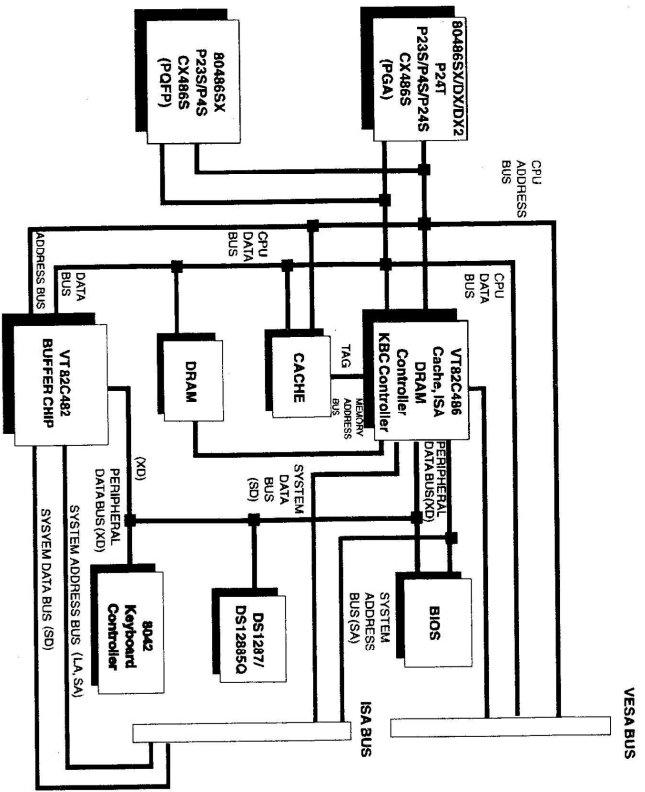 80486SX/DX/DX2
P24T
P23S/P4S/P24S
CX486S
(PGA)
80486SX
P23S/P4S
CX486S
(PQFP)
CPU
ADDRESS
BUS
CPU
DATA
BUS
CPU
DATA
BUS
ADDRESS BUS
DATA
BUS
VT82C486
Cache, ISA
DRAM
Controller
KBC Controller
TAG
CACHE
MEMORY
ADDRESS
BUS
DRAM
VT82C482
BUFFER CHIP
PERIPHERAL
DATA BUS(XD)
SYSTEM
DATA
BUS
(SD)
(XD)
PERIPHERAL
DATA BUS (XD)
SYSTEM ADDRESS BUS (LA, SA)
SYSYEM DATA BUS (SD)
BIOS
SYSTEM
ADDRESS
BUS(SA)
DS1287/
DS12885Q
8042
Keyboard
Controller
ISA BUS
VESA BUS